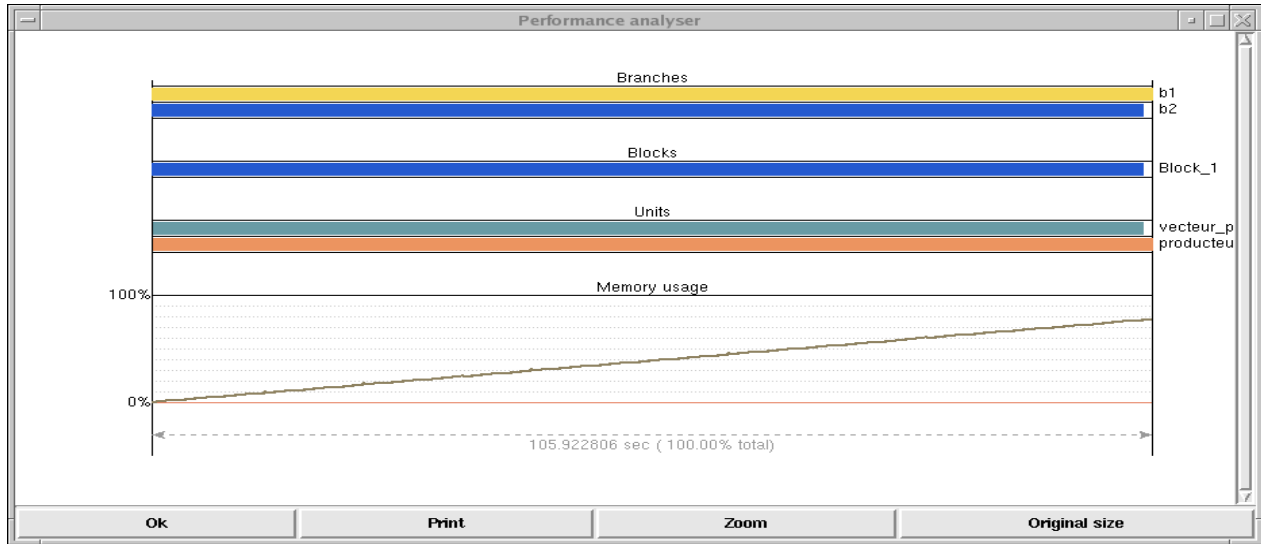 Performance analyser
Branches
b1
b2
Blocks
Block_1
Units
vecteur_p
producteu
Memory usage
100%
0%
105.922806 sec ( 100.00% total)
Ok Print Zoom Original size